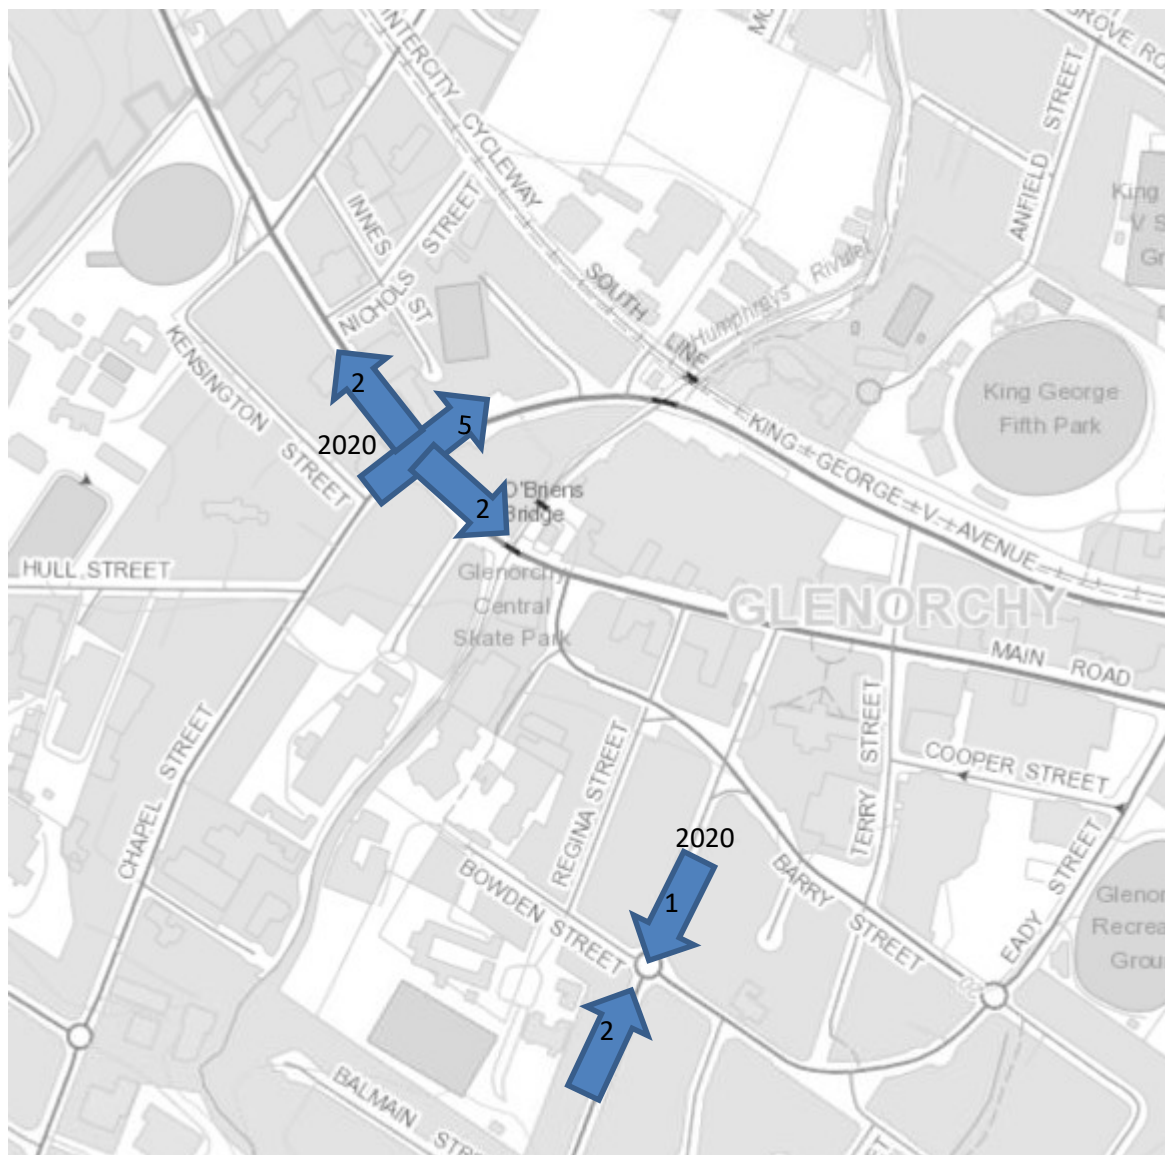 INTERCITY CYCLEWAY
GROVE
ANFIELD STREET
King
V S
Gr
INNES
STREET
NICHOLS
ST
SOUTH LINE
Humphreys Rivulet
KENSINGTON STREET
King George
Fifth Park
2
5
2020
2
O'Briens
Bridge
KING GEORGE V AVENUE
HULL STREET
Glenorchy
Central
Skate Park
GLENORCHY
MAIN ROAD
CHAPEL STREET
REGINA STREET
TERRY STREET
COOPER STREET
2020
1
BARRY STREET
EADY STREET
BOWDEN STREET
Glenor
Recrea
Grou
2
BALMAIN STRE